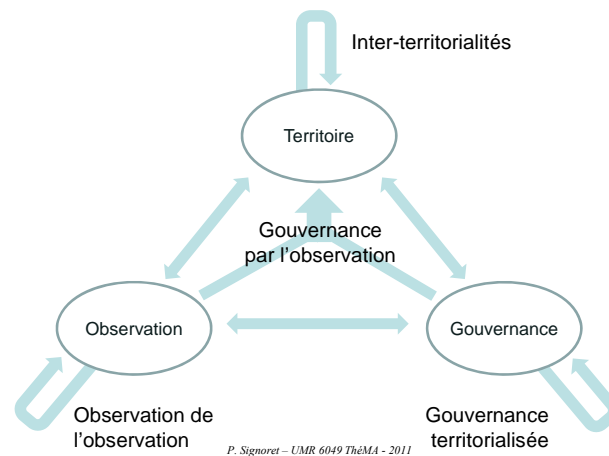 Inter-territorialités
Territoire
Gouvernance
par l’observation
Observation
Gouvernance
Observation de
l’observation
Gouvernance
territorialisée
P. Signoret – UMR 6049 ThéMA - 2011